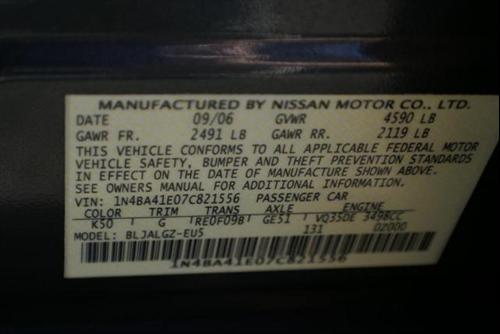 MANUFACTURED BY NISSAN MOTOR CO., LTD.
DATE 09/06 GVWR 4590 LB
GAWR FR. 2491 LB GAWR RR. 2119 LB
THIS VEHICLE CONFORMS TO ALL APPLICABLE FEDERAL MOTOR
VEHICLE SAFETY, BUMPER AND THEFT PREVENTION STANDARDS
IN EFFECT ON THE DATE OF MANUFACTURE SHOWN ABOVE.
SEE OWNERS MANUAL FOR ADDITIONAL INFORMATION.
VIN: 1N4BA41E07C821556 PASSENGER CAR
COLOR TRIM TRANS AXLE ENGINE
K50 G RE0F09B GE51 VQ35DE 3498CC
MODEL: BLJALGZ-EU5 131 02000
1N4BA41E07C821556